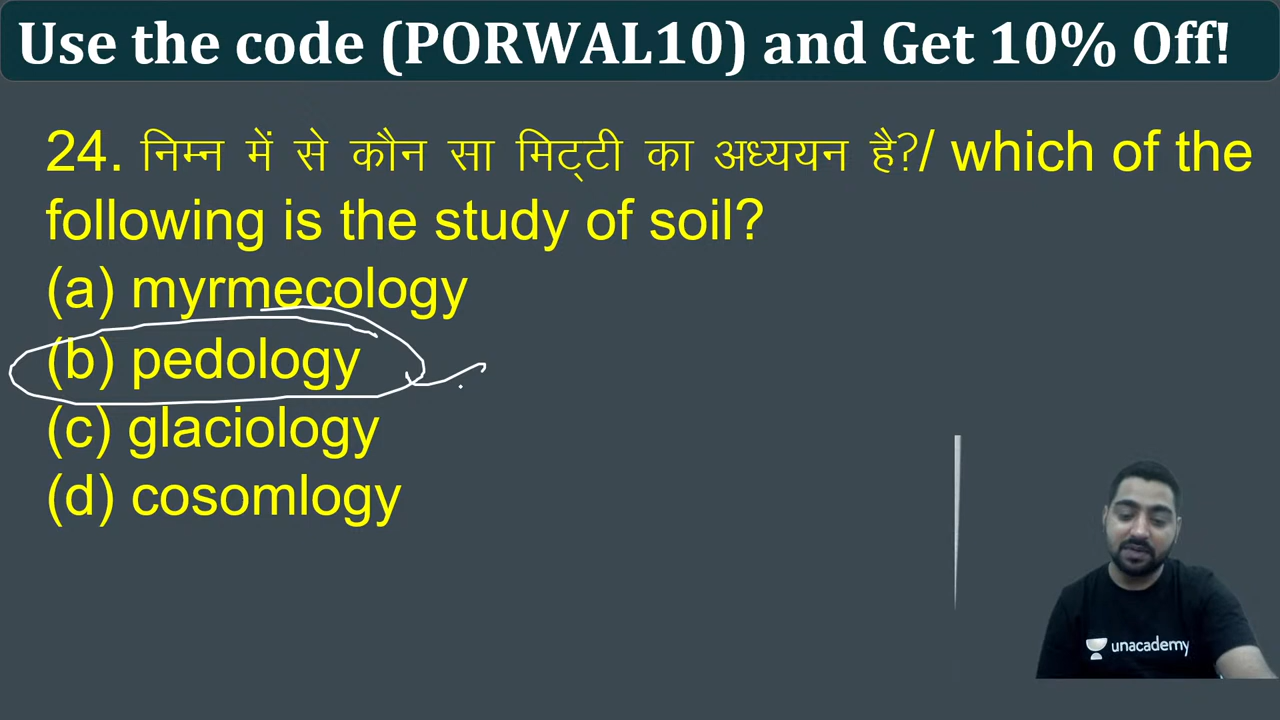 Use the code (PORWAL10) and Get 10% Off!
24. निम्न में से कौन सा मिट्टी का अध्ययन है?/ which of the
following is the study of soil?
(a) myrmecology
(b) pedology
(c) glaciology
(d) cosomlogy
unacademy